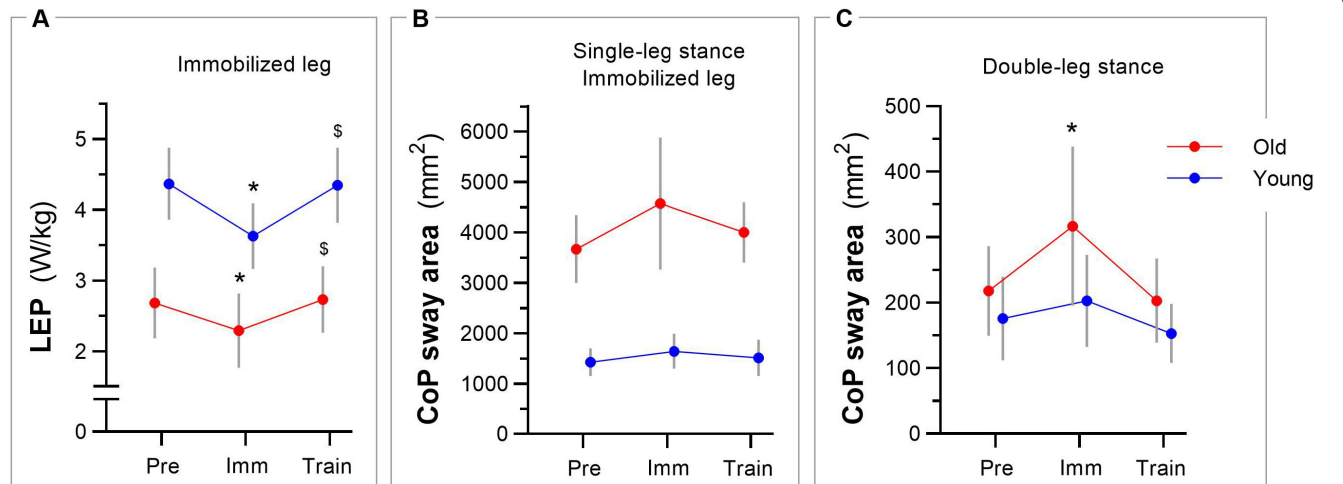 A
Immobilized leg
LEP (W/kg)
5
4
3
2
0
*
$
*
$
Pre Imm Train
B
Single-leg stance
Immobilized leg
CoP sway area (mm²)
6000
5000
4000
3000
2000
1000
0
Pre Imm Train
C
Double-leg stance
CoP sway area (mm²)
500
400
300
200
100
0
*
Pre Imm Train
Old
Young